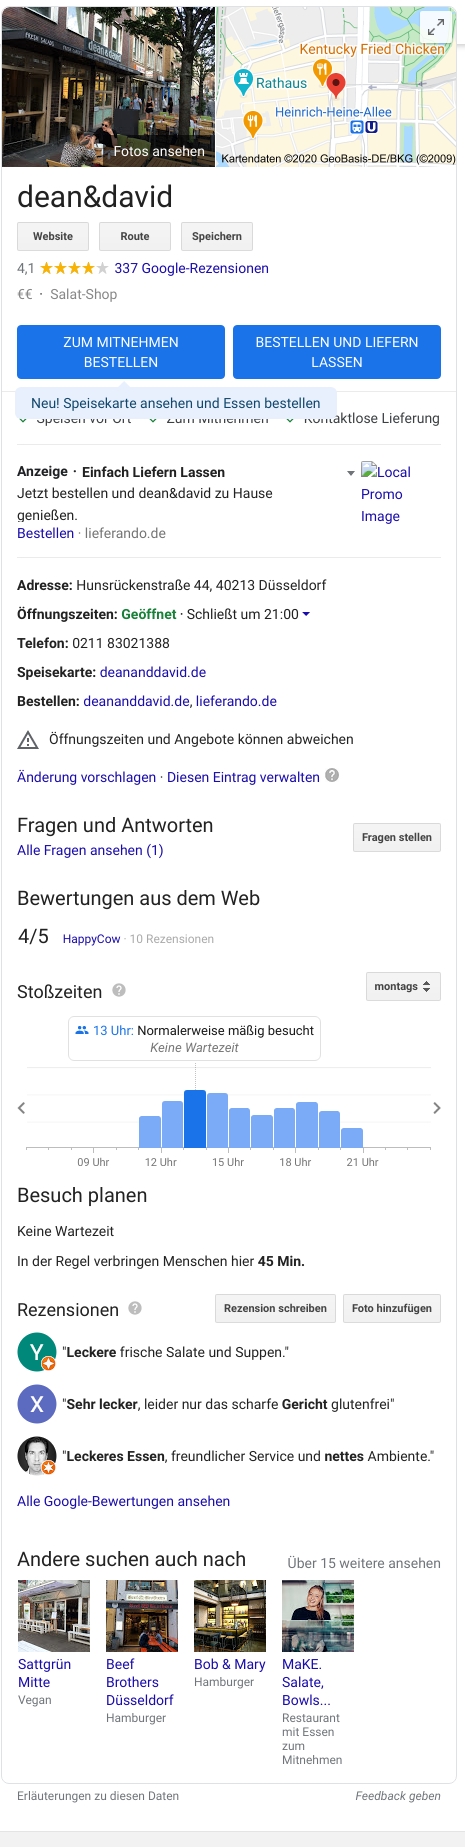 FRESH SALADS
dean&david
Fotos ansehen
Kentucky Fried Chicken
Rathaus
Heinrich-Heine-Allee
U
Kartendaten ©2020 GeoBasis-DE/BKG (©2009)
dean&david
Website
Route
Speichern
4,1 337 Google-Rezensionen
€€ · Salat-Shop
ZUM MITNEHMEN
BESTELLEN
BESTELLEN UND LIEFERN
LASSEN
Neu! Speisekarte ansehen und Essen bestellen
Speisen vor Ort
Zum Mitnehmen
Kontaktlose Lieferung
Anzeige · Einfach Liefern Lassen
Jetzt bestellen und dean&david zu Hause
genießen.
Bestellen · lieferando.de
Local
Promo
Image
Adresse: Hunsrückenstraße 44, 40213 Düsseldorf
Öffnungszeiten: Geöffnet · Schließt um 21:00
Telefon: 0211 83021388
Speisekarte: deananddavid.de
Bestellen: deananddavid.de, lieferando.de
Öffnungszeiten und Angebote können abweichen
Änderung vorschlagen · Diesen Eintrag verwalten ?
Fragen und Antworten
Alle Fragen ansehen (1)
Fragen stellen
Bewertungen aus dem Web
4/5 HappyCow · 10 Rezensionen
Stoßzeiten ?
montags
13 Uhr: Normalerweise mäßig besucht
Keine Wartezeit
09 Uhr
12 Uhr
15 Uhr
18 Uhr
21 Uhr
Besuch planen
Keine Wartezeit
In der Regel verbringen Menschen hier 45 Min.
Rezensionen ?
Rezension schreiben
Foto hinzufügen
Y
"Leckere frische Salate und Suppen."
X
"Sehr lecker, leider nur das scharfe Gericht glutenfrei"
"Leckeres Essen, freundlicher Service und nettes Ambiente."
Alle Google-Bewertungen ansehen
Andere suchen auch nach
Über 15 weitere ansehen
Sattgrün
Mitte
Vegan
Beef
Brothers
Düsseldorf
Hamburger
Bob & Mary
Hamburger
MaKE.
Salate,
Bowls...
Restaurant
mit Essen
zum
Mitnehmen
Erläuterungen zu diesen Daten
Feedback geben